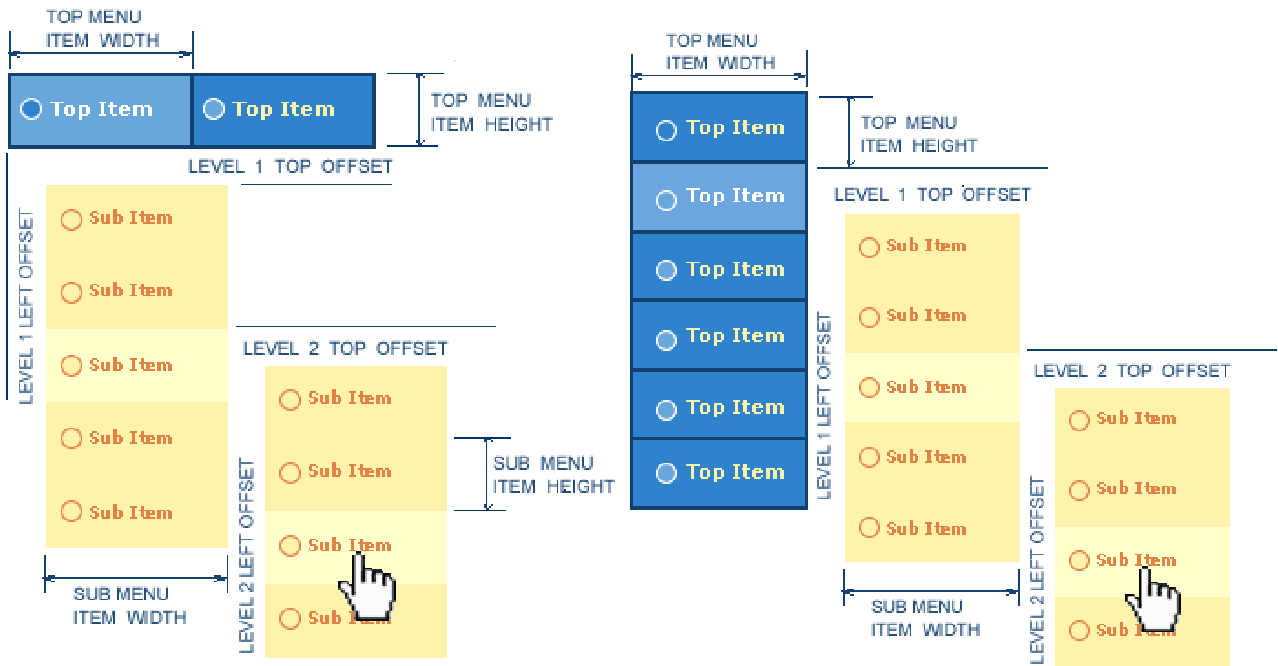 TOP MENU
ITEM WIDTH
Top Item
Top Item
TOP MENU
ITEM HEIGHT
LEVEL 1 TOP OFFSET
LEVEL 1 LEFT OFFSET
Sub Item
Sub Item
Sub Item
Sub Item
Sub Item
SUB MENU
ITEM WIDTH
LEVEL 2 TOP OFFSET
LEVEL 2 LEFT OFFSET
Sub Item
Sub Item
Sub Item
Sub Item
SUB MENU
ITEM HEIGHT
TOP MENU
ITEM WIDTH
Top Item
Top Item
Top Item
Top Item
Top Item
Top Item
TOP MENU
ITEM HEIGHT
LEVEL 1 TOP OFFSET
LEVEL 1 LEFT OFFSET
Sub Item
Sub Item
Sub Item
Sub Item
Sub Item
SUB MENU
ITEM WIDTH
LEVEL 2 TOP OFFSET
LEVEL 2 LEFT OFFSET
Sub Item
Sub Item
Sub Item
Sub Item